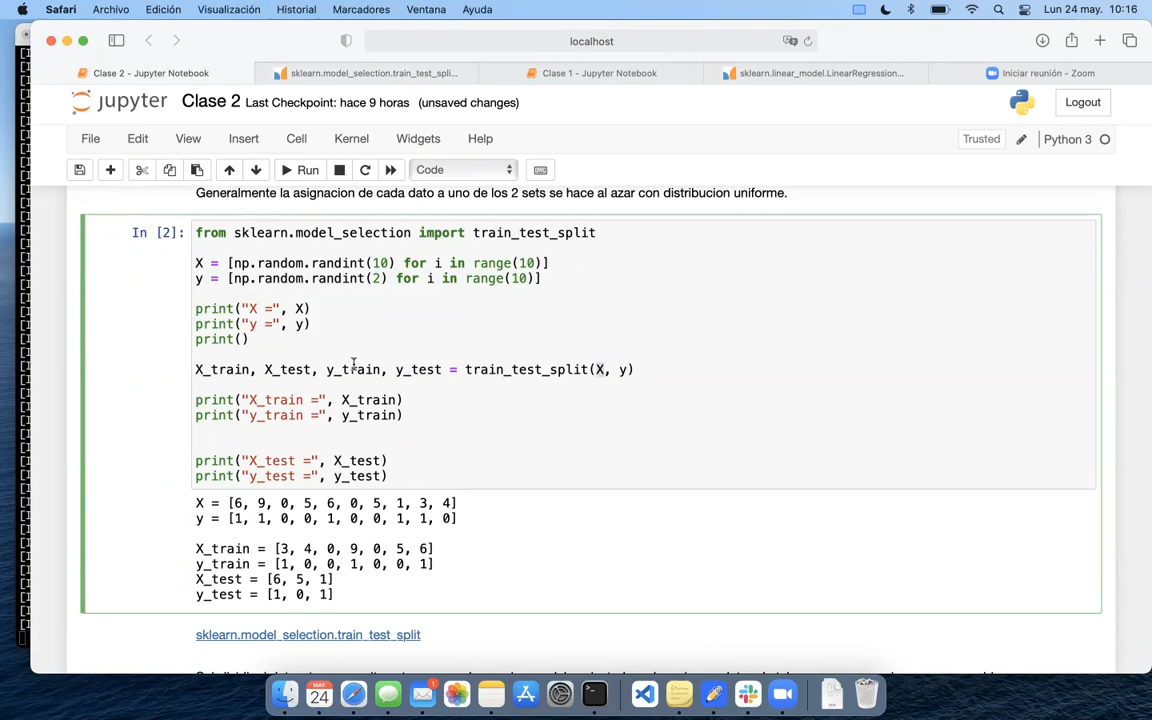 Safari Archivo Edición Visualización Historial Marcadores Ventana Ayuda Lun 24 may. 10:16
localhost
Clase 2 - Jupyter Notebook sklearn.model_selection.train_test_spli... Clase 1 - Jupyter Notebook sklearn.linear_model.LinearRegression... Iniciar reunión - Zoom
jupyter Clase 2 Last Checkpoint: hace 9 horas (unsaved changes) Logout
File Edit View Insert Cell Kernel Widgets Help Trusted Python 3
Run Code
Generalmente la asignacion de cada dato a uno de los 2 sets se hace al azar con distribucion uniforme.
In [2]: from sklearn.model_selection import train_test_split
X = [np.random.randint(10) for i in range(10)]
y = [np.random.randint(2) for i in range(10)]
print("X =", X)
print("y =", y)
print()
X_train, X_test, y_train, y_test = train_test_split(X, y)
print("X_train =", X_train)
print("y_train =", y_train)
print("X_test =", X_test)
print("y_test =", y_test)
X = [6, 9, 0, 5, 6, 0, 5, 1, 3, 4]
y = [1, 1, 0, 0, 1, 0, 0, 1, 1, 0]
X_train = [3, 4, 0, 9, 0, 5, 6]
y_train = [1, 0, 0, 1, 0, 0, 1]
X_test = [6, 5, 1]
y_test = [1, 0, 1]
sklearn.model_selection.train_test_split
MAY
24